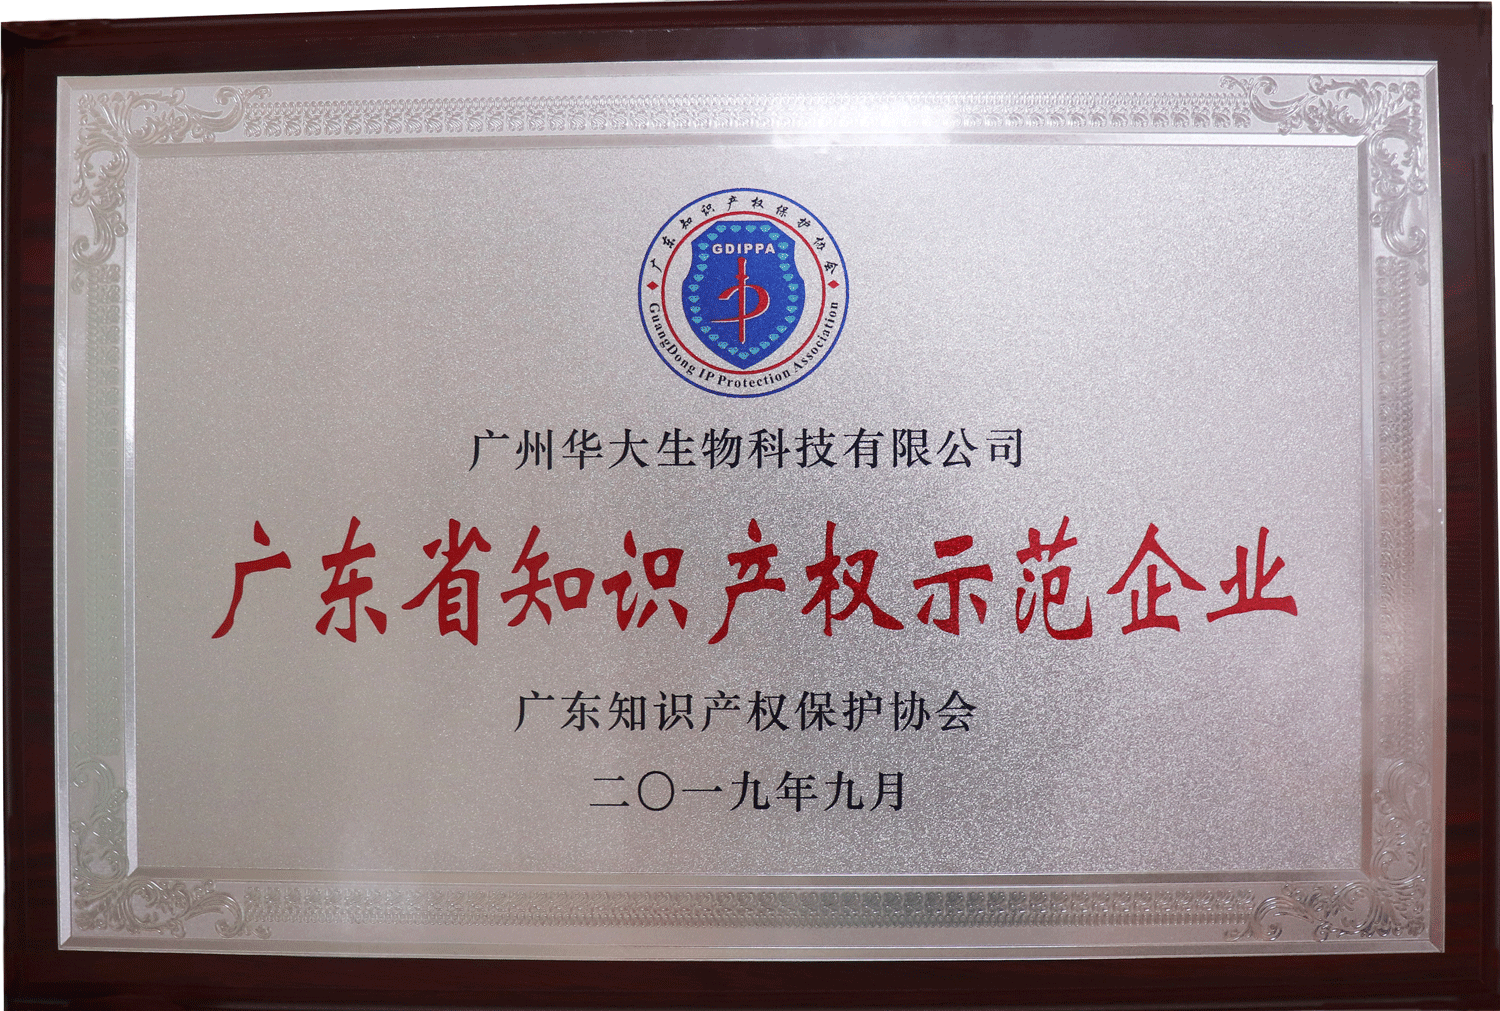 广东知识产权保护协会
GDIPPA
GuangDong IP Protection Association
广州华大生物科技有限公司
广东省知识产权示范企业
广东知识产权保护协会
二〇一九年九月